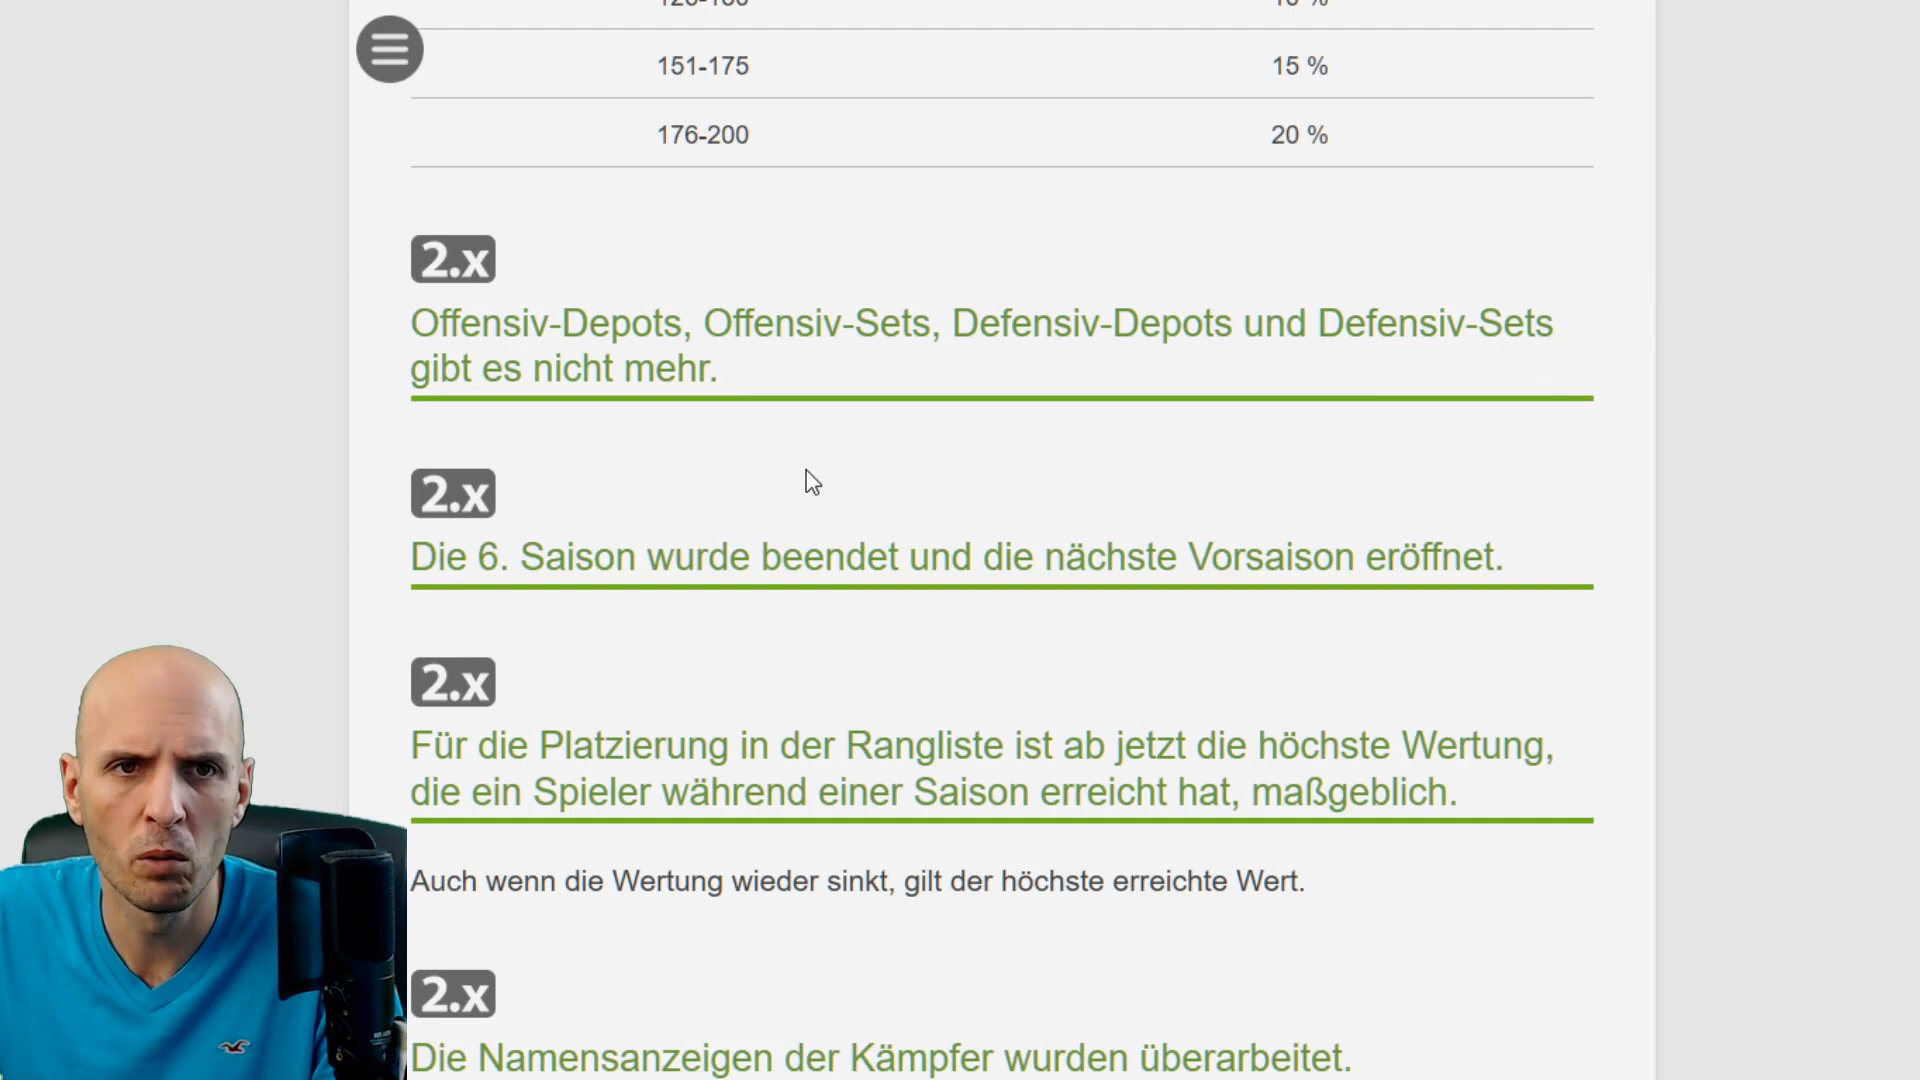 151-175 15 %
176-200 20 %
2.x
Offensiv-Depots, Offensiv-Sets, Defensiv-Depots und Defensiv-Sets
gibt es nicht mehr.
2.x
Die 6. Saison wurde beendet und die nächste Vorsaison eröffnet.
2.x
Für die Platzierung in der Rangliste ist ab jetzt die höchste Wertung,
die ein Spieler während einer Saison erreicht hat, maßgeblich.
Auch wenn die Wertung wieder sinkt, gilt der höchste erreichte Wert.
2.x
Die Namensanzeigen der Kämpfer wurden überarbeitet.